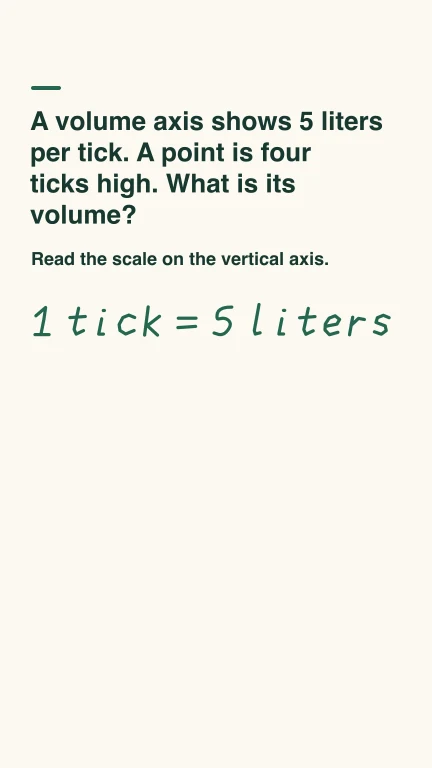 A volume axis shows 5 liters
per tick. A point is four
ticks high. What is its
volume?
Read the scale on the vertical axis.
1 tick = 5 liters